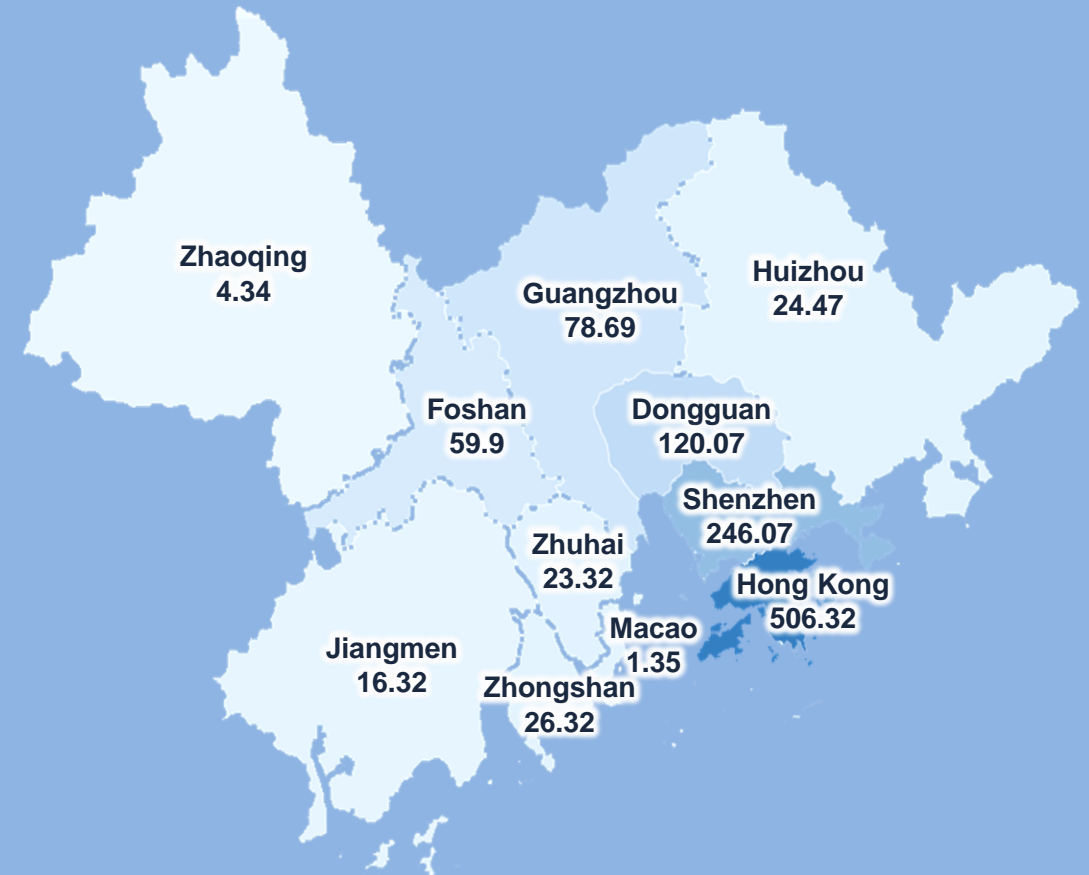 Zhaoqing
4.34
Huizhou
24.47
Guangzhou
78.69
Foshan
59.9
Dongguan
120.07
Shenzhen
246.07
Zhuhai
23.32
Hong Kong
506.32
Macao
1.35
Jiangmen
16.32
Zhongshan
26.32